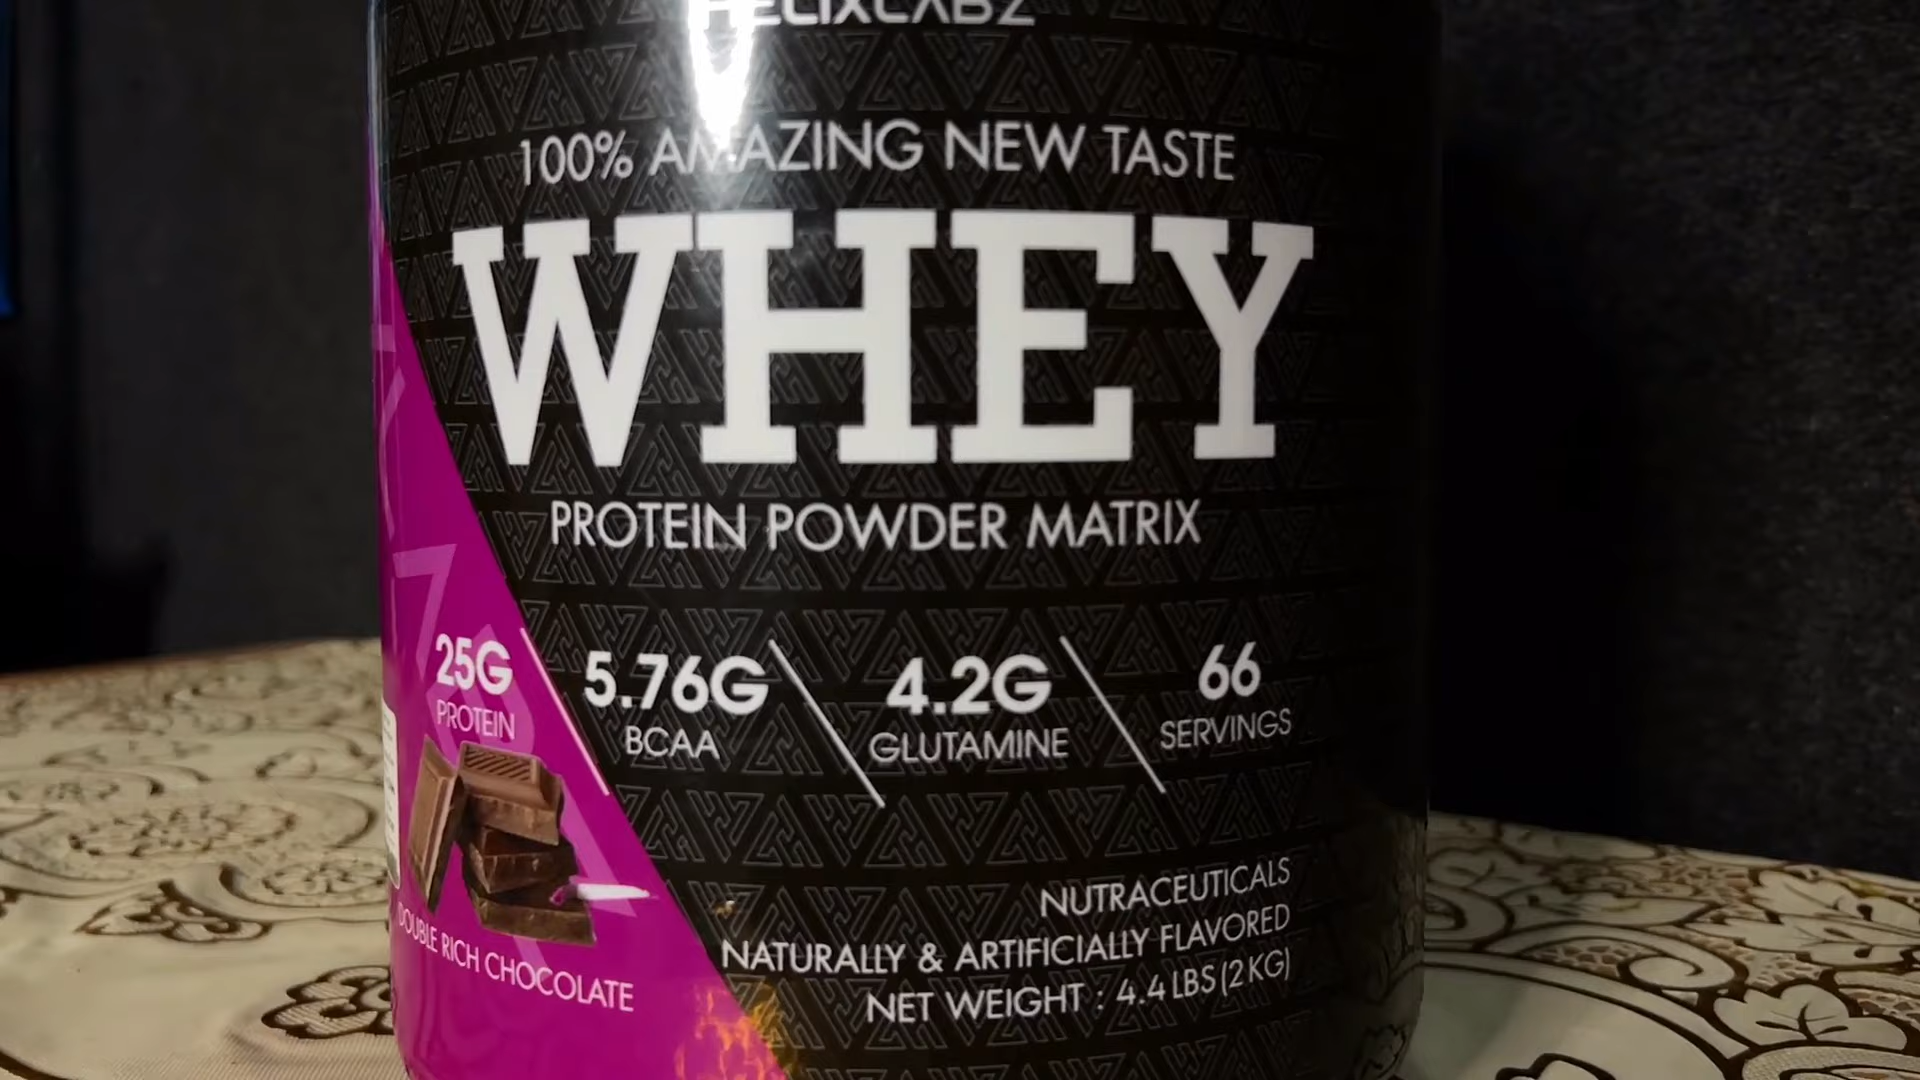 HELIXLABZ
100% AMAZING NEW TASTE
WHEY
PROTEIN POWDER MATRIX
25G
PROTEIN
5.76G
BCAA
4.2G
GLUTAMINE
66
SERVINGS
DOUBLE RICH CHOCOLATE
NUTRACEUTICALS
NATURALLY & ARTIFICIALLY FLAVORED
NET WEIGHT : 4.4 LBS (2 KG)